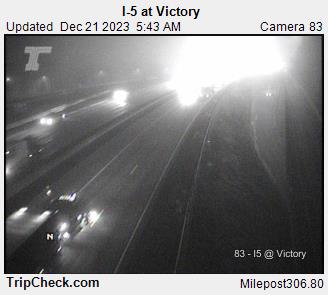 I-5 at Victory
Updated Dec 21 2023 5:43 AM Camera 83
T
N
83 - I5 @ Victory
TripCheck.com Milepost306.80